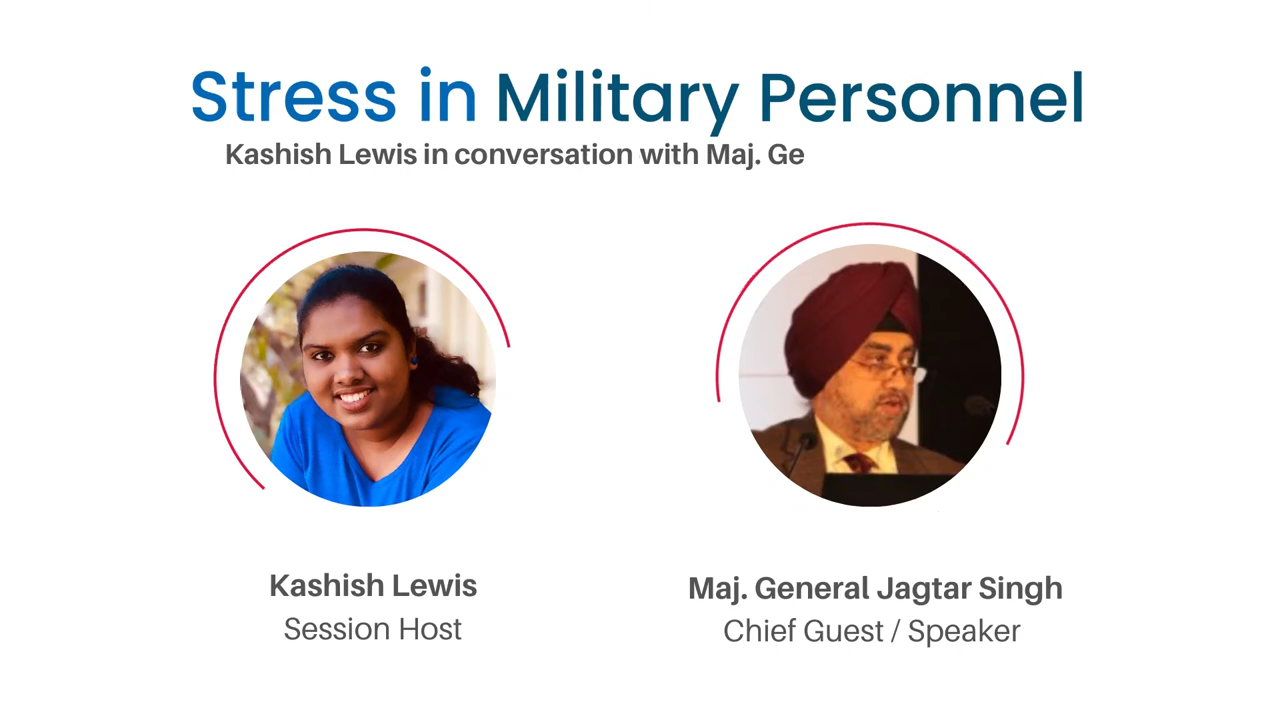 Stress in Military Personnel
Kashish Lewis in conversation with Maj. Ge
Kashish Lewis
Session Host
Maj. General Jagtar Singh
Chief Guest / Speaker